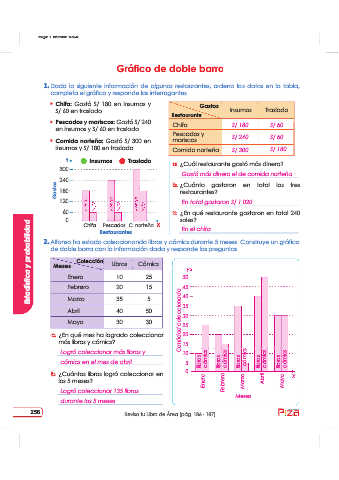 Gráfico de doble barra
1. Dada la siguiente información de algunos restaurantes, ordena los datos en la tabla,
completa el gráfico y responde las interrogantes
• Chifa: Gastó S/ 180 en insumos y
S/ 60 en traslado
• Pescados y mariscos: Gastó S/ 240
en insumos y S/ 60 en traslado
• Comida norteña: Gastó S/ 300 en
insumos y S/ 180 en traslado
Gastos
Restaurante
Insumos Traslado
Chifa S/ 180 S/ 60
Pescados y
mariscos S/ 240 S/ 60
Comida norteña S/ 300 S/ 180
Insumos Traslado
300
240
180
120
60
0
Gastos
Chifa Pescados C. norteña X
Restaurantes
a. ¿Cuál restaurante gastó más dinero?
Gastó más dinero el de comida norteña
b. ¿Cuánto gastaron en total los tres
restaurantes?
En total gastaron S/ 1 020
c. ¿En qué restaurante gastaron en total 240
soles?
En el chifa
2. Alfonso ha estado coleccionando libros y cómics durante 5 meses. Construye un gráfico
de doble barra con la información dada y responde las preguntas
Colección
Meses
Libros Cómics
Enero 10 25
Febrero 20 15
Marzo 35 5
Abril 40 50
Mayo 30 30
a. ¿En qué mes ha logrado coleccionar
más libros y cómics?
Logró coleccionar más libros y
cómics en el mes de abril
b. ¿Cuántos libros logró coleccionar en
los 5 meses?
Logró coleccionar 135 libros
durante los 5 meses
Cantidad de coleccionado
50
45
40
35
30
25
20
15
10
5
0
libros cómics libros cómics libros cómics libros cómics libros cómics
Enero Febrero Marzo Abril Mayo X
Meses
Estadística y probabilidad
256
Revisa tu Libro de Área (pág. 186 - 187)
Piza